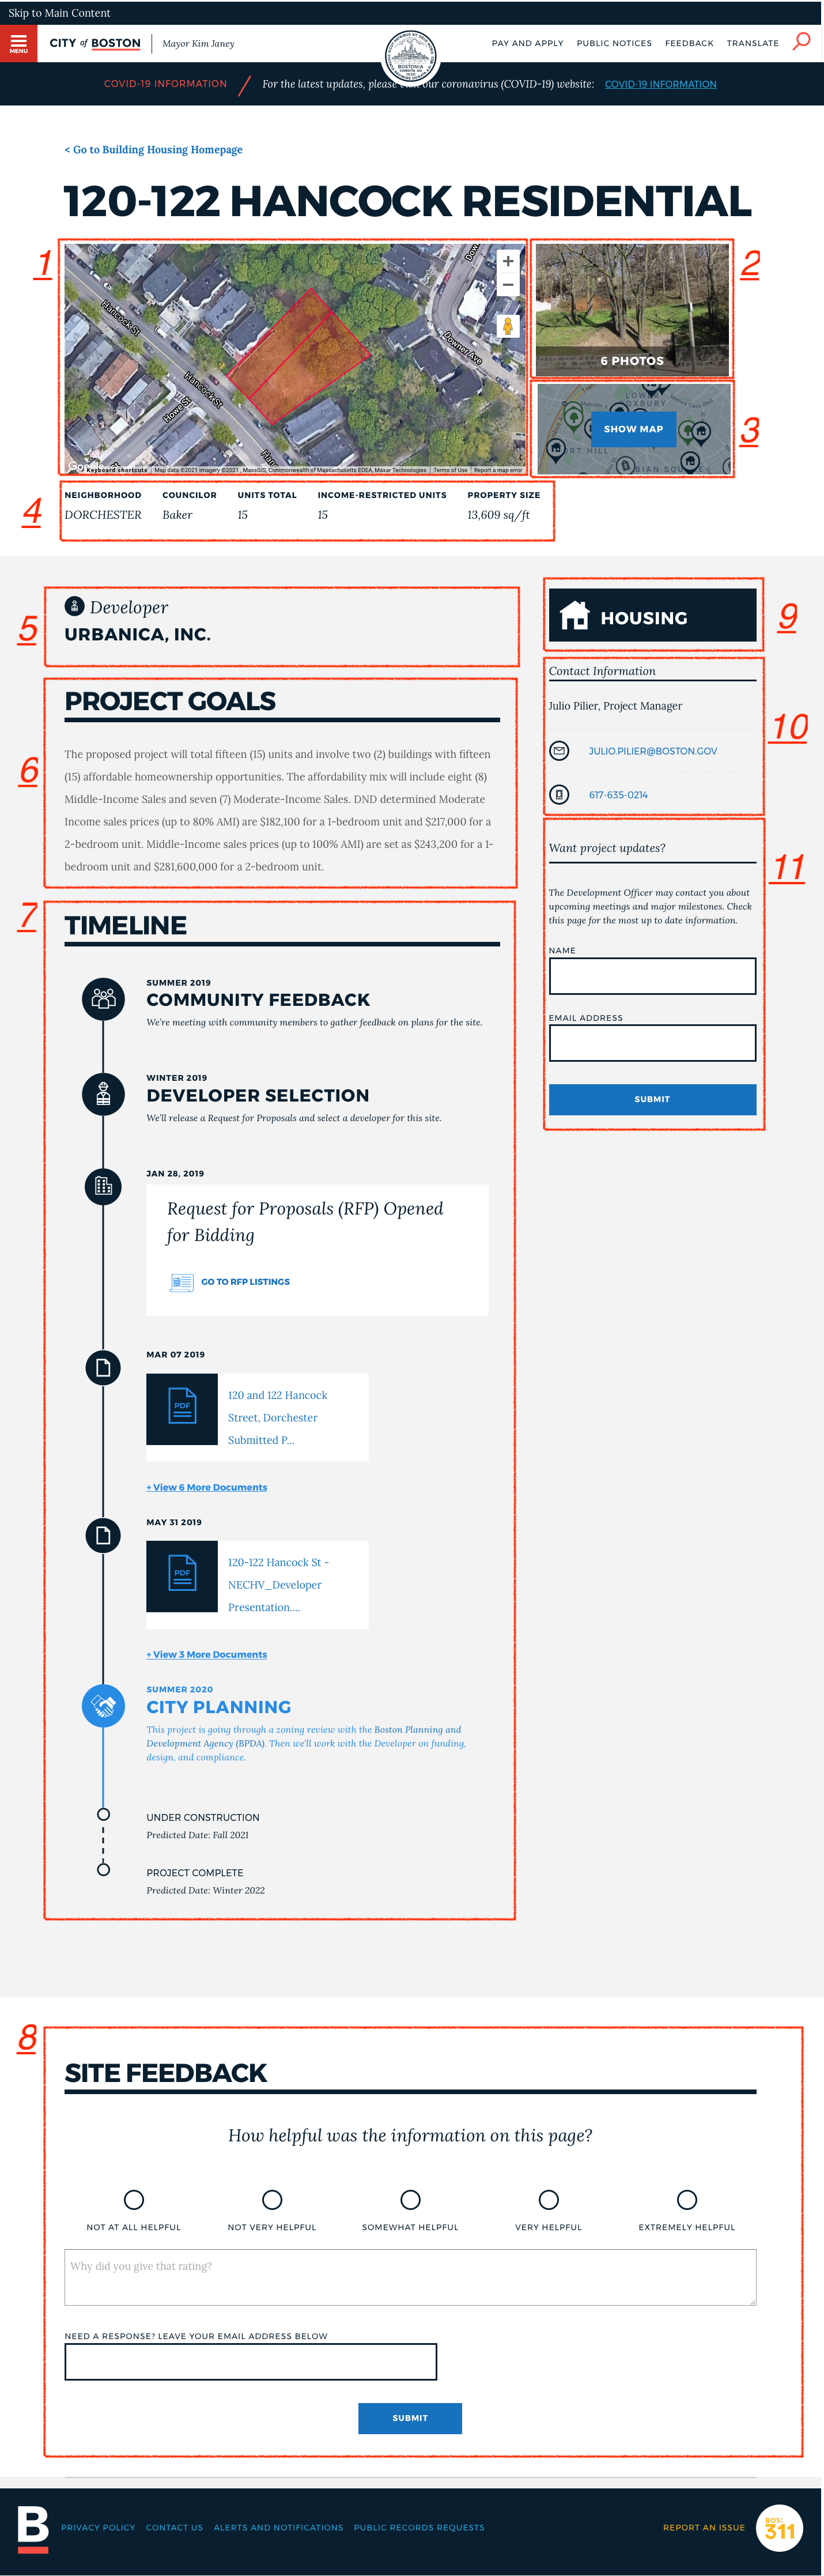 Skip to Main Content
MENU
CITY of BOSTON
Mayor Kim Janey
PAY AND APPLY
PUBLIC NOTICES
FEEDBACK
TRANSLATE
COVID-19 INFORMATION
For the latest updates, please our coronavirus (COVID-19) website:
COVID-19 INFORMATION
< Go to Building Housing Homepage
120-122 HANCOCK RESIDENTIAL
1
Hancock St
Hancock St
Howe St
Downer Ave
Keyboard shortcuts
Map data ©2021 Imagery ©2021 , MassGIS, Commonwealth of Massachusetts EOEA, Maxar Technologies
Terms of Use
Report a map error
2
6 PHOTOS
3
SHOW MAP
4
NEIGHBORHOOD
DORCHESTER
COUNCILOR
Baker
UNITS TOTAL
15
INCOME-RESTRICTED UNITS
15
PROPERTY SIZE
13,609 sq/ft
5
Developer
URBANICA, INC.
6
PROJECT GOALS
The proposed project will total fifteen (15) units and involve two (2) buildings with fifteen
(15) affordable homeownership opportunities. The affordability mix will include eight (8)
Middle-Income Sales and seven (7) Moderate-Income Sales. DND determined Moderate
Income sales prices (up to 80% AMI) are $182,100 for a 1-bedroom unit and $217,000 for a
2-bedroom unit. Middle-Income sales prices (up to 100% AMI) are set as $243,200 for a 1-
bedroom unit and $281,600,000 for a 2-bedroom unit.
7
TIMELINE
SUMMER 2019
COMMUNITY FEEDBACK
We're meeting with community members to gather feedback on plans for the site.
WINTER 2019
DEVELOPER SELECTION
We'll release a Request for Proposals and select a developer for this site.
JAN 28, 2019
Request for Proposals (RFP) Opened
for Bidding
GO TO RFP LISTINGS
MAR 07 2019
PDF
120 and 122 Hancock
Street, Dorchester
Submitted P...
+ View 6 More Documents
MAY 31 2019
PDF
120-122 Hancock St -
NECHV_Developer
Presentation....
+ View 3 More Documents
SUMMER 2020
CITY PLANNING
This project is going through a zoning review with the Boston Planning and
Development Agency (BPDA). Then we'll work with the Developer on funding,
design, and compliance.
UNDER CONSTRUCTION
Predicted Date: Fall 2021
PROJECT COMPLETE
Predicted Date: Winter 2022
9
HOUSING
10
Contact Information
Julio Pilier, Project Manager
JULIO.PILIER@BOSTON.GOV
617-635-0214
11
Want project updates?
The Development Officer may contact you about
upcoming meetings and major milestones. Check
this page for the most up to date information.
NAME
EMAIL ADDRESS
SUBMIT
8
SITE FEEDBACK
How helpful was the information on this page?
NOT AT ALL HELPFUL
NOT VERY HELPFUL
SOMEWHAT HELPFUL
VERY HELPFUL
EXTREMELY HELPFUL
Why did you give that rating?
NEED A RESPONSE? LEAVE YOUR EMAIL ADDRESS BELOW
SUBMIT
B
PRIVACY POLICY
CONTACT US
ALERTS AND NOTIFICATIONS
PUBLIC RECORDS REQUESTS
REPORT AN ISSUE
BOS:
311